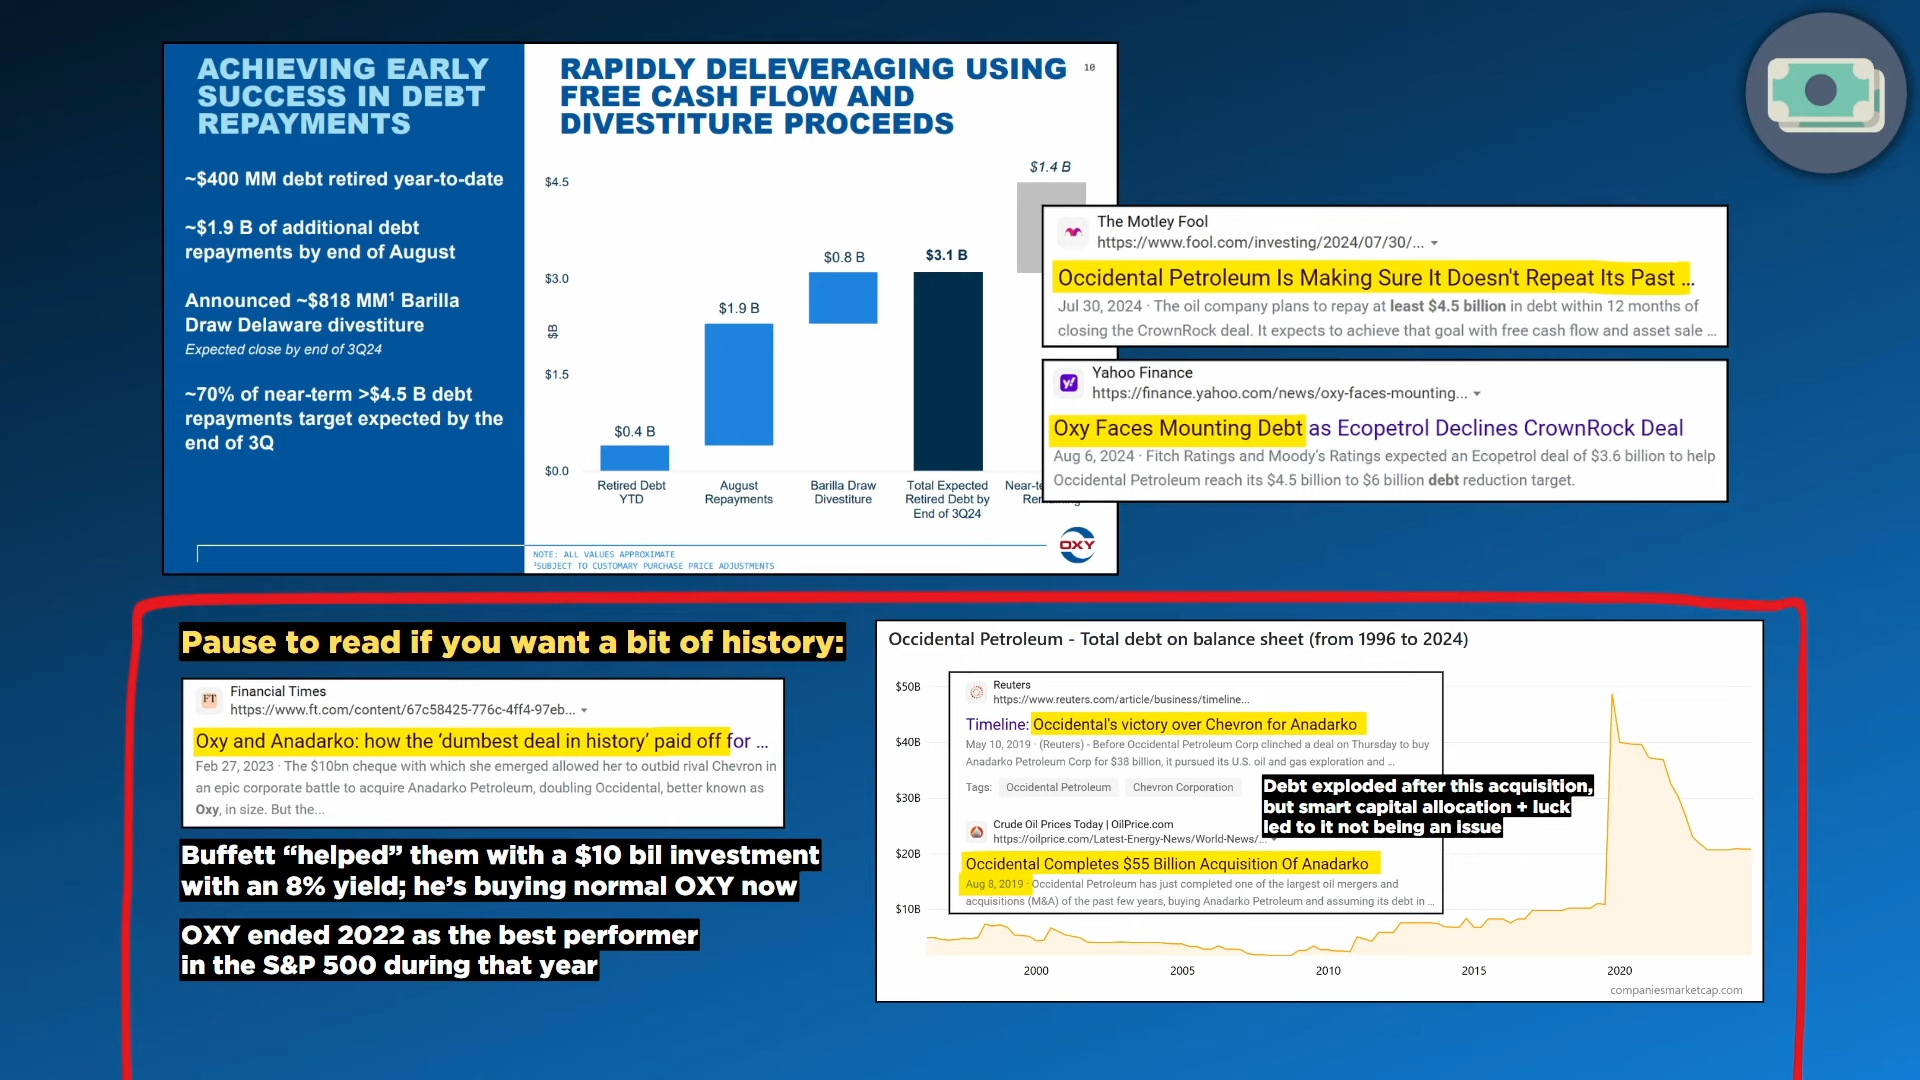 ACHIEVING EARLY
SUCCESS IN DEBT
REPAYMENTS
~$400 MM debt retired year-to-date
~$1.9 B of additional debt
repayments by end of August
Announced ~$818 MM¹ Barilla
Draw Delaware divestiture
Expected close by end of 3Q24
~70% of near-term >$4.5 B debt
repayments target expected by the
end of 3Q
RAPIDLY DELEVERAGING USING
FREE CASH FLOW AND
DIVESTITURE PROCEEDS
10
$B
$4.5
$3.0
$1.5
$0.0
$0.4 B
$1.9 B
$0.8 B
$3.1 B
$1.4 B
Retired Debt
YTD
August
Repayments
Barilla Draw
Divestiture
Total Expected
Retired Debt by
End of 3Q24
NOTE: ALL VALUES APPROXIMATE
¹SUBJECT TO CUSTOMARY PURCHASE PRICE ADJUSTMENTS
OXY
The Motley Fool
https://www.fool.com/investing/2024/07/30/...
Occidental Petroleum Is Making Sure It Doesn't Repeat Its Past ...
Jul 30, 2024 · The oil company plans to repay at least $4.5 billion in debt within 12 months of
closing the CrownRock deal. It expects to achieve that goal with free cash flow and asset sale ...
Yahoo Finance
https://finance.yahoo.com/news/oxy-faces-mounting...
Oxy Faces Mounting Debt as Ecopetrol Declines CrownRock Deal
Aug 6, 2024 · Fitch Ratings and Moody's Ratings expected an Ecopetrol deal of $3.6 billion to help
Occidental Petroleum reach its $4.5 billion to $6 billion debt reduction target.
Pause to read if you want a bit of history:
FT
Financial Times
https://www.ft.com/content/67c58425-776c-4ff4-97eb...
Oxy and Anadarko: how the ‘dumbest deal in history’ paid off for ...
Feb 27, 2023 · The $10bn cheque with which she emerged allowed her to outbid rival Chevron in
an epic corporate battle to acquire Anadarko Petroleum, doubling Occidental, better known as
Oxy, in size. But the...
Buffett “helped” them with a $10 bil investment
with an 8% yield; he’s buying normal OXY now
OXY ended 2022 as the best performer
in the S&P 500 during that year
Occidental Petroleum - Total debt on balance sheet (from 1996 to 2024)
$50B
$40B
$30B
$20B
$10B
Reuters
https://www.reuters.com/article/business/timeline...
Timeline: Occidental's victory over Chevron for Anadarko
May 10, 2019 · (Reuters) - Before Occidental Petroleum Corp clinched a deal on Thursday to buy
Anadarko Petroleum Corp for $38 billion, it pursued its U.S. oil and gas exploration and ...
Tags: Occidental Petroleum Chevron Corporation
Debt exploded after this acquisition,
but smart capital allocation + luck
led to it not being an issue
Crude Oil Prices Today | OilPrice.com
https://oilprice.com/Latest-Energy-News/World-News/...
Occidental Completes $55 Billion Acquisition Of Anadarko
Aug 8, 2019 · Occidental Petroleum has just completed one of the largest oil mergers and
acquisitions (M&A) of the past few years, buying Anadarko Petroleum and assuming its debt in ...
2000
2005
2010
2015
2020
companiesmarketcap.com